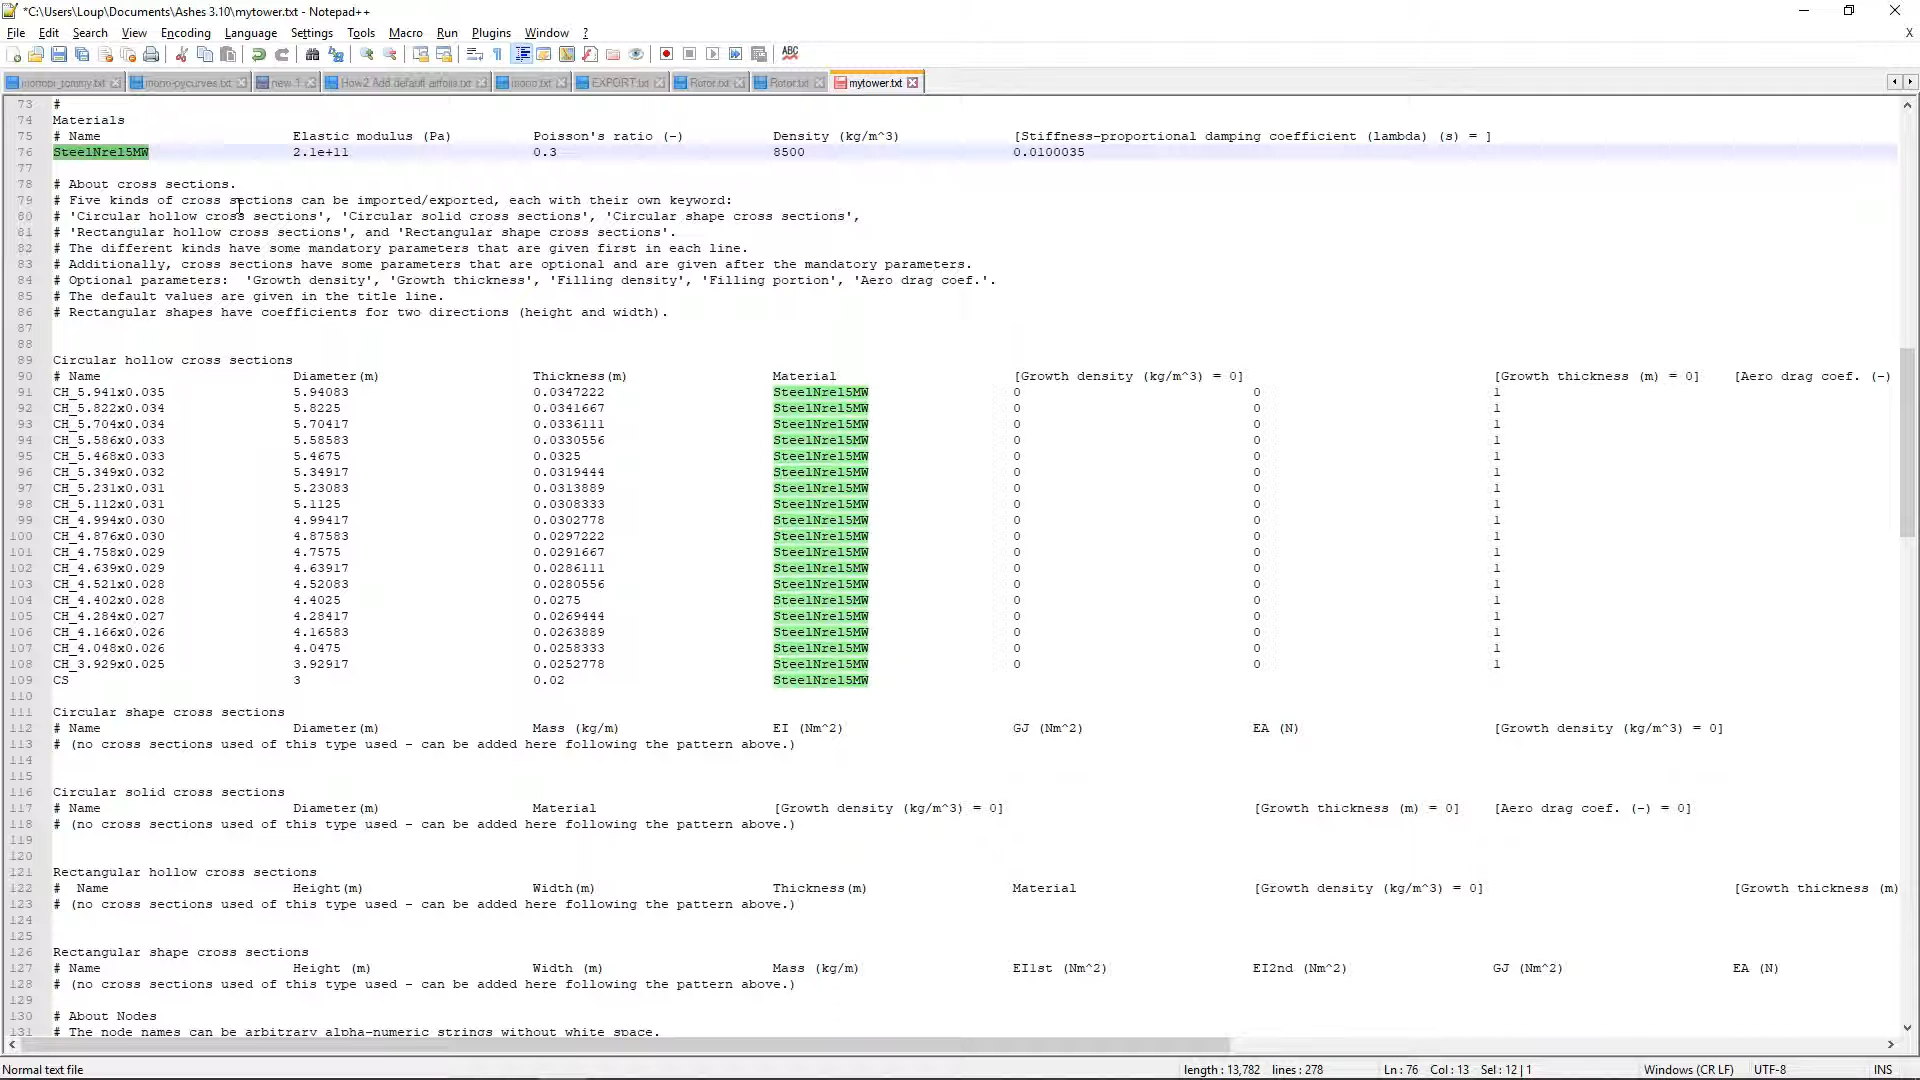 *C:\Users\Loup\Documents\Ashes 3.10\mytower.txt - Notepad++
File Edit Search View Encoding Language Settings Tools Macro Run Plugins Window ? X
monobi_tommy.txt mono-pycurves.txt new 1 How2 Add default-airfoils.txt mono.txt EXPORT.txt Rotor.txt Rotor.txt mytower.txt
73 #
74 Materials
75 # Name Elastic modulus (Pa) Poisson's ratio (-) Density (kg/m^3) [Stiffness-proportional damping coefficient (lambda) (s) = ]
76 SteelNrel5MW 2.1e+11 0.3 8500 0.0100035
77
78 # About cross sections.
79 # Five kinds of cross sections can be imported/exported, each with their own keyword:
80 # 'Circular hollow cross sections', 'Circular solid cross sections', 'Circular shape cross sections',
81 # 'Rectangular hollow cross sections', and 'Rectangular shape cross sections'.
82 # The different kinds have some mandatory parameters that are given first in each line.
83 # Additionally, cross sections have some parameters that are optional and are given after the mandatory parameters.
84 # Optional parameters: 'Growth density', 'Growth thickness', 'Filling density', 'Filling portion', 'Aero drag coef.'.
85 # The default values are given in the title line.
86 # Rectangular shapes have coefficients for two directions (height and width).
87
88
89 Circular hollow cross sections
90 # Name Diameter(m) Thickness(m) Material [Growth density (kg/m^3) = 0] [Growth thickness (m) = 0] [Aero drag coef. (-)
91 CH_5.941x0.035 5.94083 0.0347222 SteelNrel5MW 0 0 1
92 CH_5.822x0.034 5.8225 0.0341667 SteelNrel5MW 0 0 1
93 CH_5.704x0.034 5.70417 0.0336111 SteelNrel5MW 0 0 1
94 CH_5.586x0.033 5.58583 0.0330556 SteelNrel5MW 0 0 1
95 CH_5.468x0.033 5.4675 0.0325 SteelNrel5MW 0 0 1
96 CH_5.349x0.032 5.34917 0.0319444 SteelNrel5MW 0 0 1
97 CH_5.231x0.031 5.23083 0.0313889 SteelNrel5MW 0 0 1
98 CH_5.112x0.031 5.1125 0.0308333 SteelNrel5MW 0 0 1
99 CH_4.994x0.030 4.99417 0.0302778 SteelNrel5MW 0 0 1
100 CH_4.876x0.030 4.87583 0.0297222 SteelNrel5MW 0 0 1
101 CH_4.758x0.029 4.7575 0.0291667 SteelNrel5MW 0 0 1
102 CH_4.639x0.029 4.63917 0.0286111 SteelNrel5MW 0 0 1
103 CH_4.521x0.028 4.52083 0.0280556 SteelNrel5MW 0 0 1
104 CH_4.402x0.028 4.4025 0.0275 SteelNrel5MW 0 0 1
105 CH_4.284x0.027 4.28417 0.0269444 SteelNrel5MW 0 0 1
106 CH_4.166x0.026 4.16583 0.0263889 SteelNrel5MW 0 0 1
107 CH_4.048x0.026 4.0475 0.0258333 SteelNrel5MW 0 0 1
108 CH_3.929x0.025 3.92917 0.0252778 SteelNrel5MW 0 0 1
109 CS 3 0.02 SteelNrel5MW
110
111 Circular shape cross sections
112 # Name Diameter(m) Mass (kg/m) EI (Nm^2) GJ (Nm^2) EA (N) [Growth density (kg/m^3) = 0]
113 # (no cross sections used of this type used - can be added here following the pattern above.)
114
115
116 Circular solid cross sections
117 # Name Diameter(m) Material [Growth density (kg/m^3) = 0] [Growth thickness (m) = 0] [Aero drag coef. (-) = 0]
118 # (no cross sections used of this type used - can be added here following the pattern above.)
119
120
121 Rectangular hollow cross sections
122 # Name Height(m) Width(m) Thickness(m) Material [Growth density (kg/m^3) = 0] [Growth thickness (m)
123 # (no cross sections used of this type used - can be added here following the pattern above.)
124
125
126 Rectangular shape cross sections
127 # Name Height (m) Width (m) Mass (kg/m) EI1st (Nm^2) EI2nd (Nm^2) GJ (Nm^2) EA (N)
128 # (no cross sections used of this type used - can be added here following the pattern above.)
129
130 # About Nodes
131 # The node names can be arbitrary alpha-numeric strings without white space.
Normal text file length : 13,782 lines : 278 Ln : 76 Col : 13 Sel : 12 | 1 Windows (CR LF) UTF-8 INS